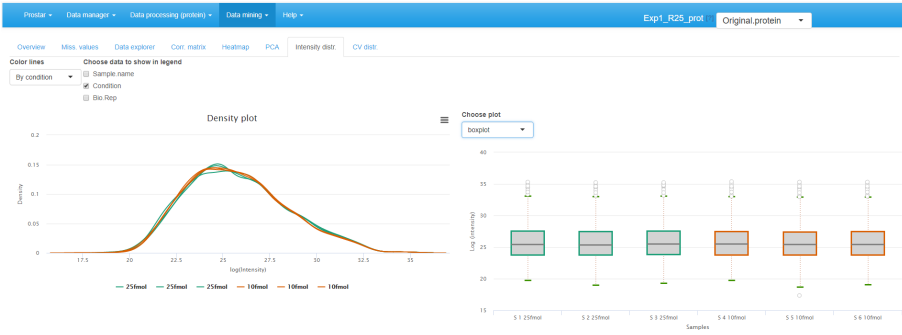 Prostar Data manager Data processing (protein) Data mining Help Exp1_R25_prot [?] Original.protein
Overview Miss. values Data explorer Corr. matrix Heatmap PCA Intensity distr. CV distr.
Color lines Choose data to show in legend
By condition
Sample.name
Condition
Bio.Rep
Density plot
0.2
0.15
0.1
0.05
0
Density
17.5 20 22.5 25 27.5 30 32.5 35
log(Intensity)
25fmol 25fmol 25fmol 10fmol 10fmol 10fmol
Choose plot
boxplot
40
35
30
25
20
15
Log (intensity)
S 1 25fmol S 2 25fmol S 3 25fmol S 4 10fmol S 5 10fmol S 6 10fmol
Samples